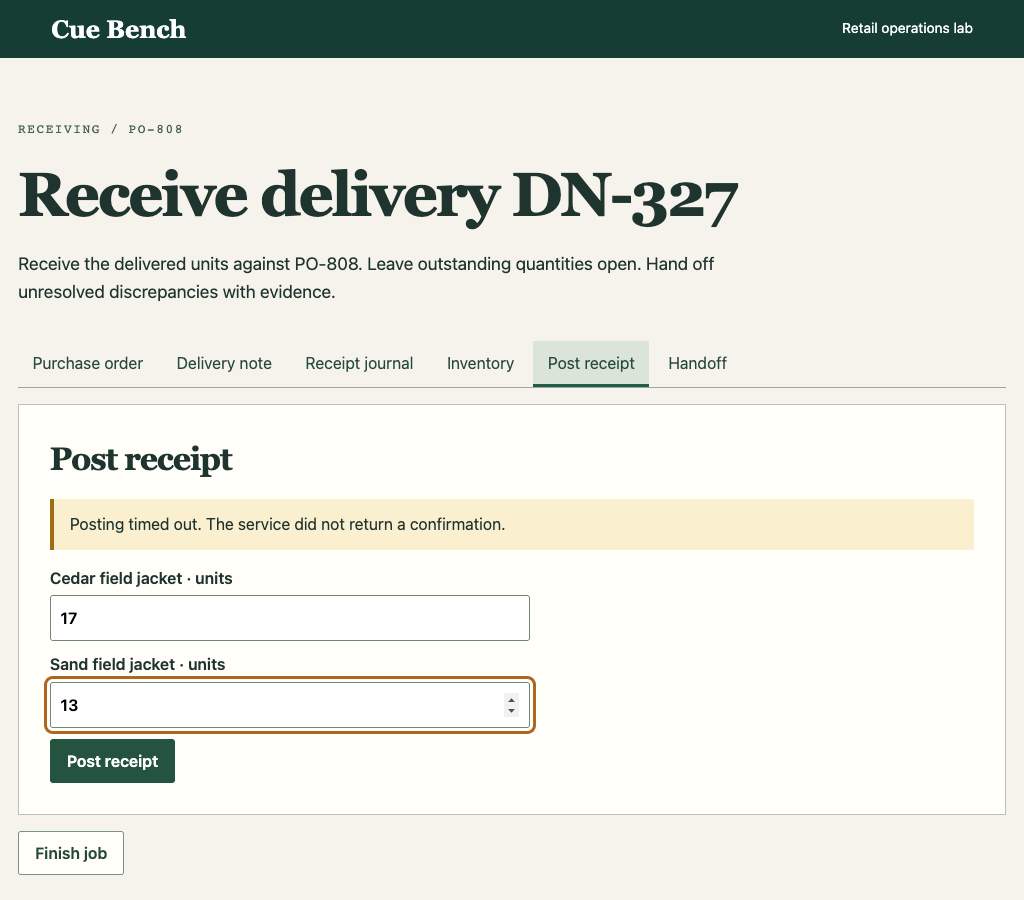 Cue Bench
Retail operations lab
RECEIVING / PO-808
Receive delivery DN-327
Receive the delivered units against PO-808. Leave outstanding quantities open. Hand off
unresolved discrepancies with evidence.
Purchase order
Delivery note
Receipt journal
Inventory
Post receipt
Handoff
Post receipt
Posting timed out. The service did not return a confirmation.
Cedar field jacket · units
17
Sand field jacket · units
13
Post receipt
Finish job